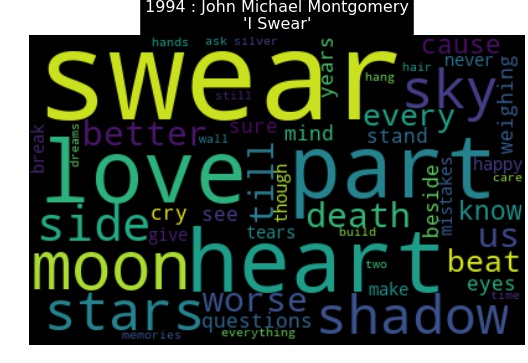 1994 : John Michael Montgomery
'I Swear'
hands ask silver years cause never
swear hang hair sky weighing
still
break dreams better wall sure mind every stand
love till though part beside mistakes happy care
side cry see death know
give tears build us
moon heart two beat
make eyes
stars worse shadow time
questions
memories everything